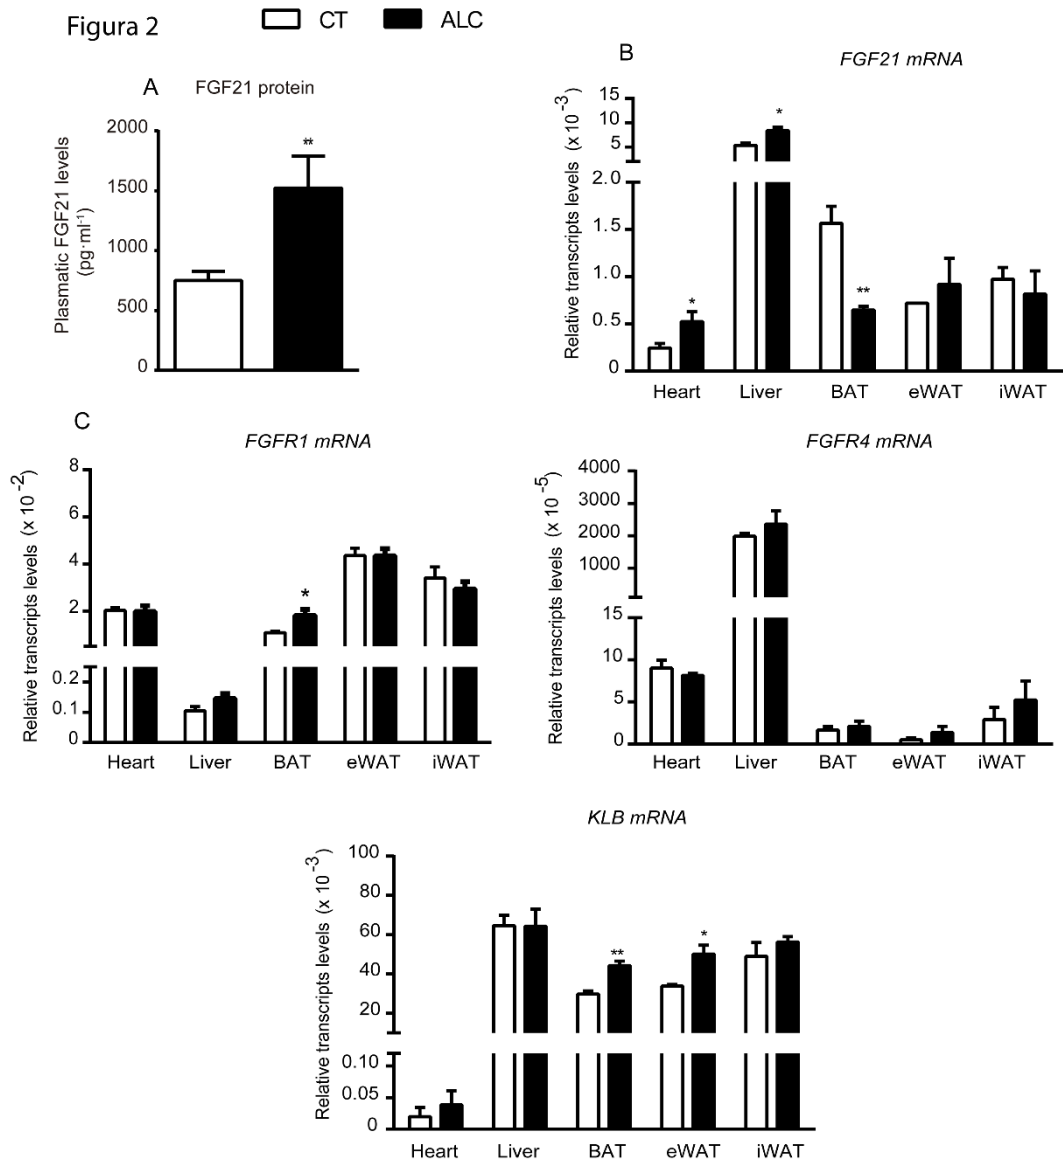 Figura 2
CT
ALC
A
FGF21 protein
Plasmatic FGF21 levels
(pg·ml-1)
2000
1500
1000
500
0
**
B
FGF21 mRNA
Relative transcripts levels (x 10-3)
15
10
5
2.0
1.5
1.0
0.5
0
*
*
**
Heart
Liver
BAT
eWAT
iWAT
C
FGFR1 mRNA
Relative transcripts levels (x 10-2)
8
6
4
2
0.2
0.1
0
*
Heart
Liver
BAT
eWAT
iWAT
FGFR4 mRNA
Relative transcripts levels (x 10-5)
4000
3000
2000
1000
15
10
5
0
Heart
Liver
BAT
eWAT
iWAT
KLB mRNA
Relative transcripts levels (x 10-3)
100
80
60
40
20
0.10
0.05
0
**
*
Heart
Liver
BAT
eWAT
iWAT